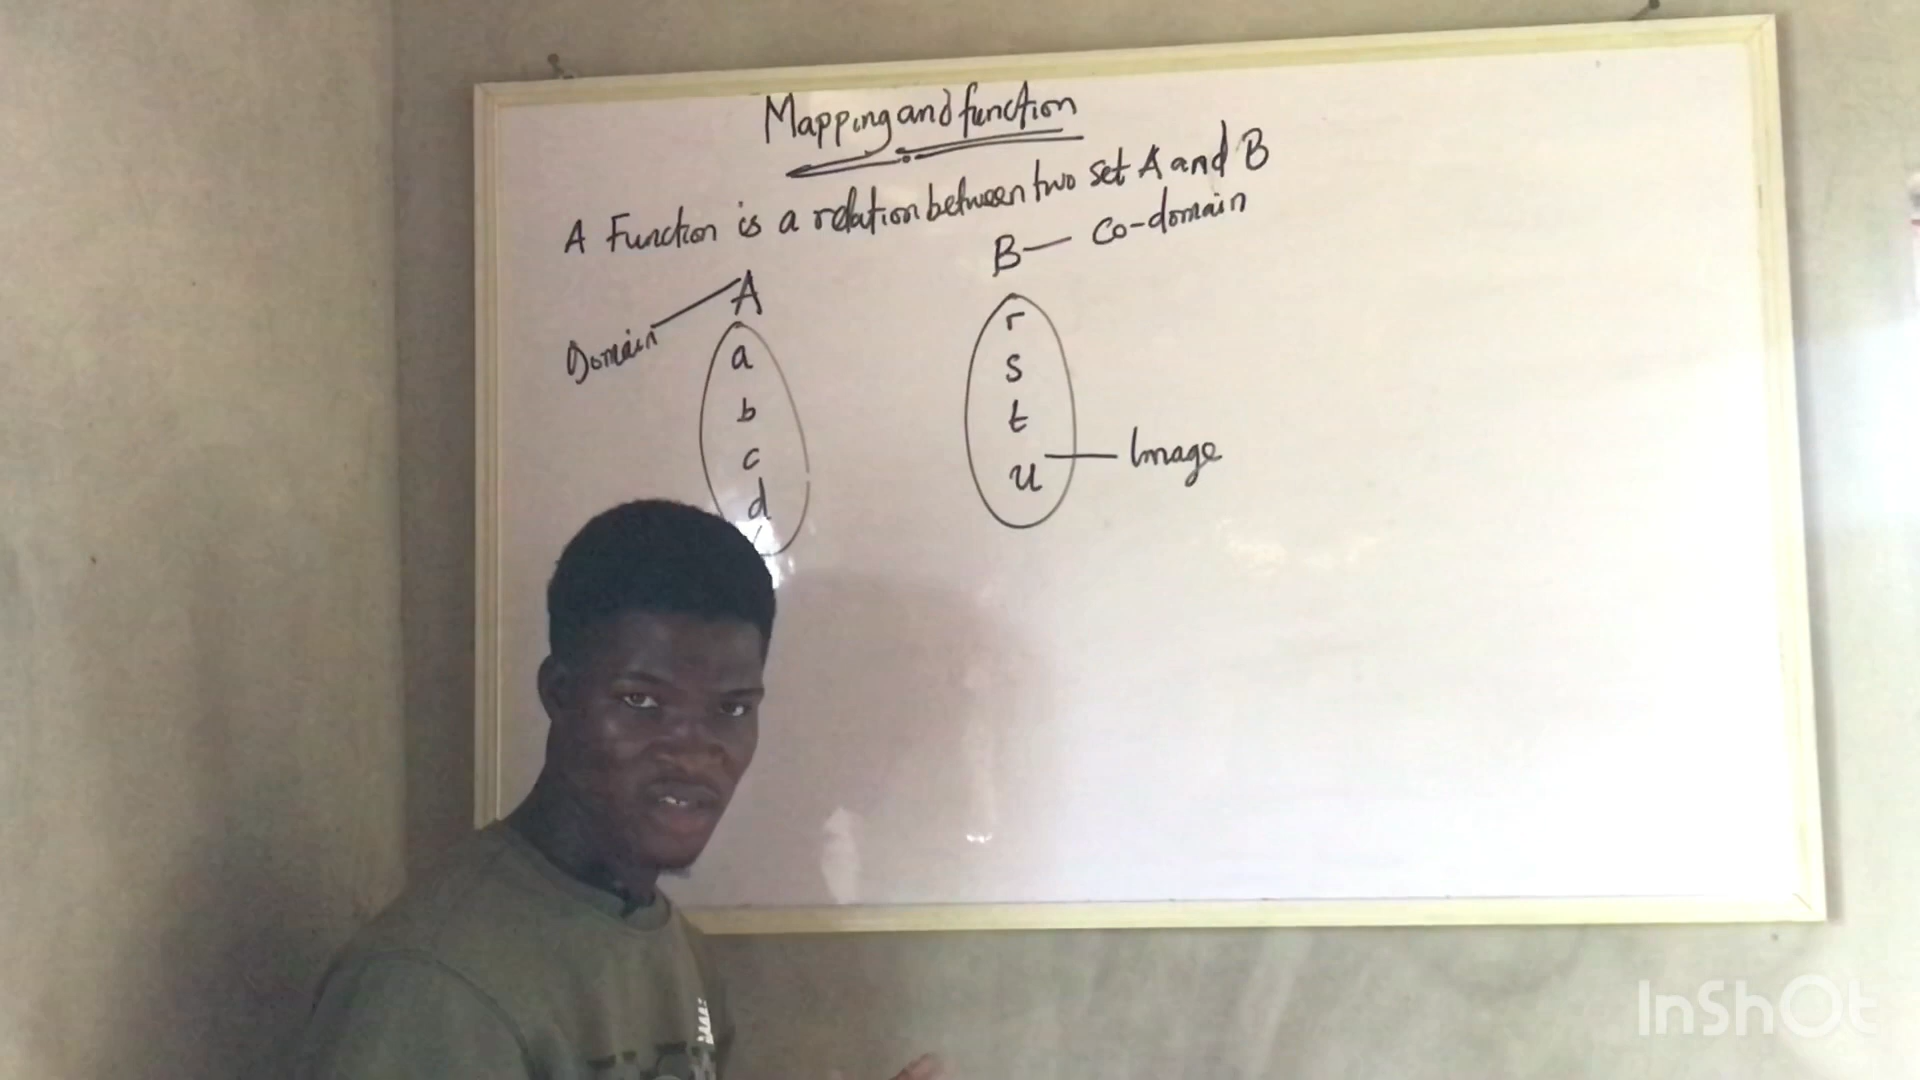 Mapping and function
A Function is a relation between two set A and B
B — Co-domain
A
Domain
a
b
c
d
r
s
t
u
Image
InShOt